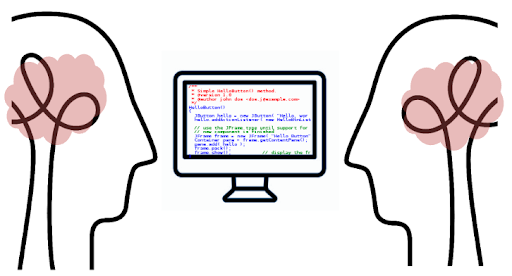 /**
* Simple HelloButton() method.
* @version 1.0
* @author john doe <doe.j@example.com>
*/
HelloButton()
{
JButton hello = new JButton( "Hello, wor
hello.addActionListener( new HelloBtnList
// use the JFrame type until support for t
// new component is finished
JFrame frame = new JFrame( "Hello Button"
Container pane = frame.getContentPane();
pane.add( hello );
frame.pack();
frame.show(); // display the fr